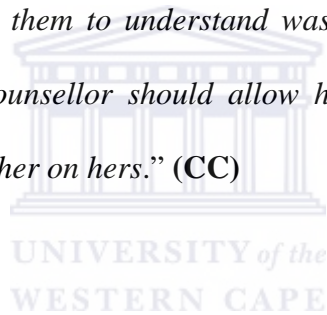 them to understand was
ounsellor should allow h
her on hers.” (CC)
UNIVERSITY of the
WESTERN CAPE